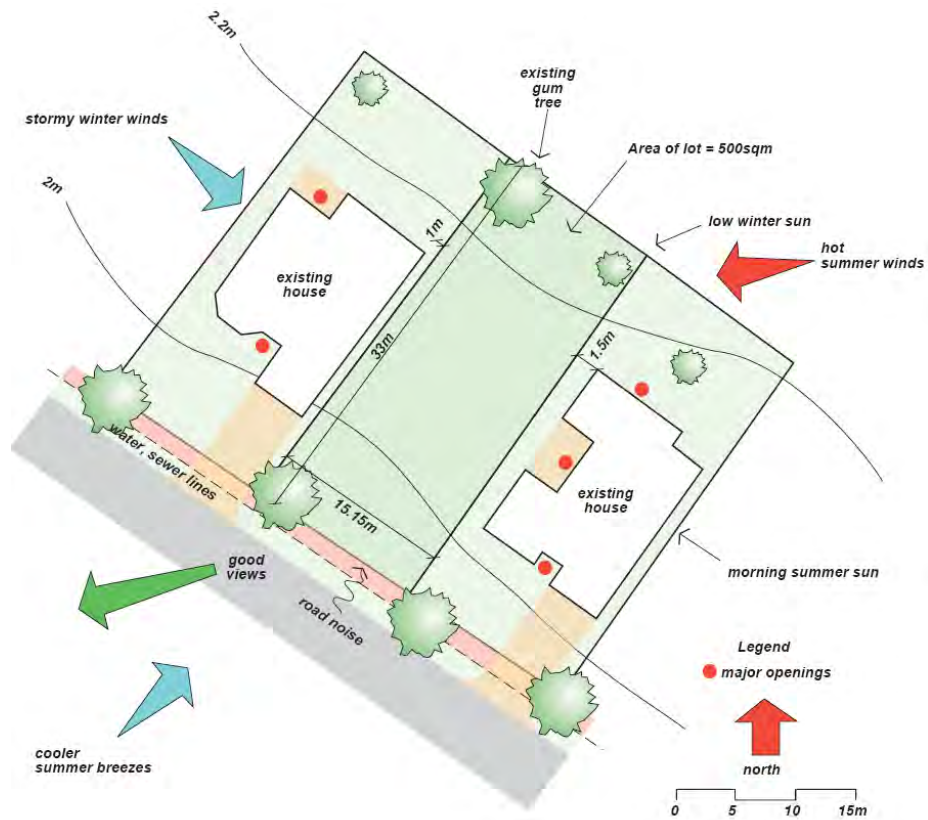 2.2m
existing
gum
tree
stormy winter winds
Area of lot = 500sqm
2m
1m
low winter sun
hot
summer winds
existing
house
33m
1.5m
water, sewer lines
existing
house
15.15m
good
views
road noise
morning summer sun
Legend
major openings
cooler
summer breezes
north
0 5 10 15m